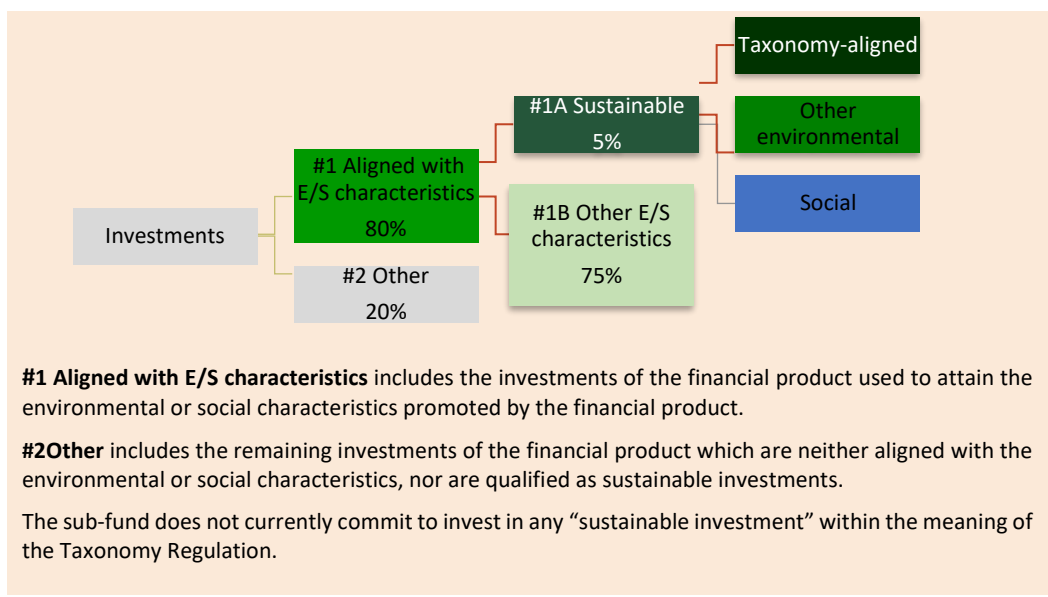 Taxonomy-aligned
#1A Sustainable
5%
Other
environmental
#1 Aligned with
E/S characteristics
80%
#1B Other E/S
characteristics
75%
Social
Investments
#2 Other
20%
#1 Aligned with E/S characteristics includes the investments of the financial product used to attain the
environmental or social characteristics promoted by the financial product.
#2Other includes the remaining investments of the financial product which are neither aligned with the
environmental or social characteristics, nor are qualified as sustainable investments.
The sub-fund does not currently commit to invest in any “sustainable investment” within the meaning of
the Taxonomy Regulation.